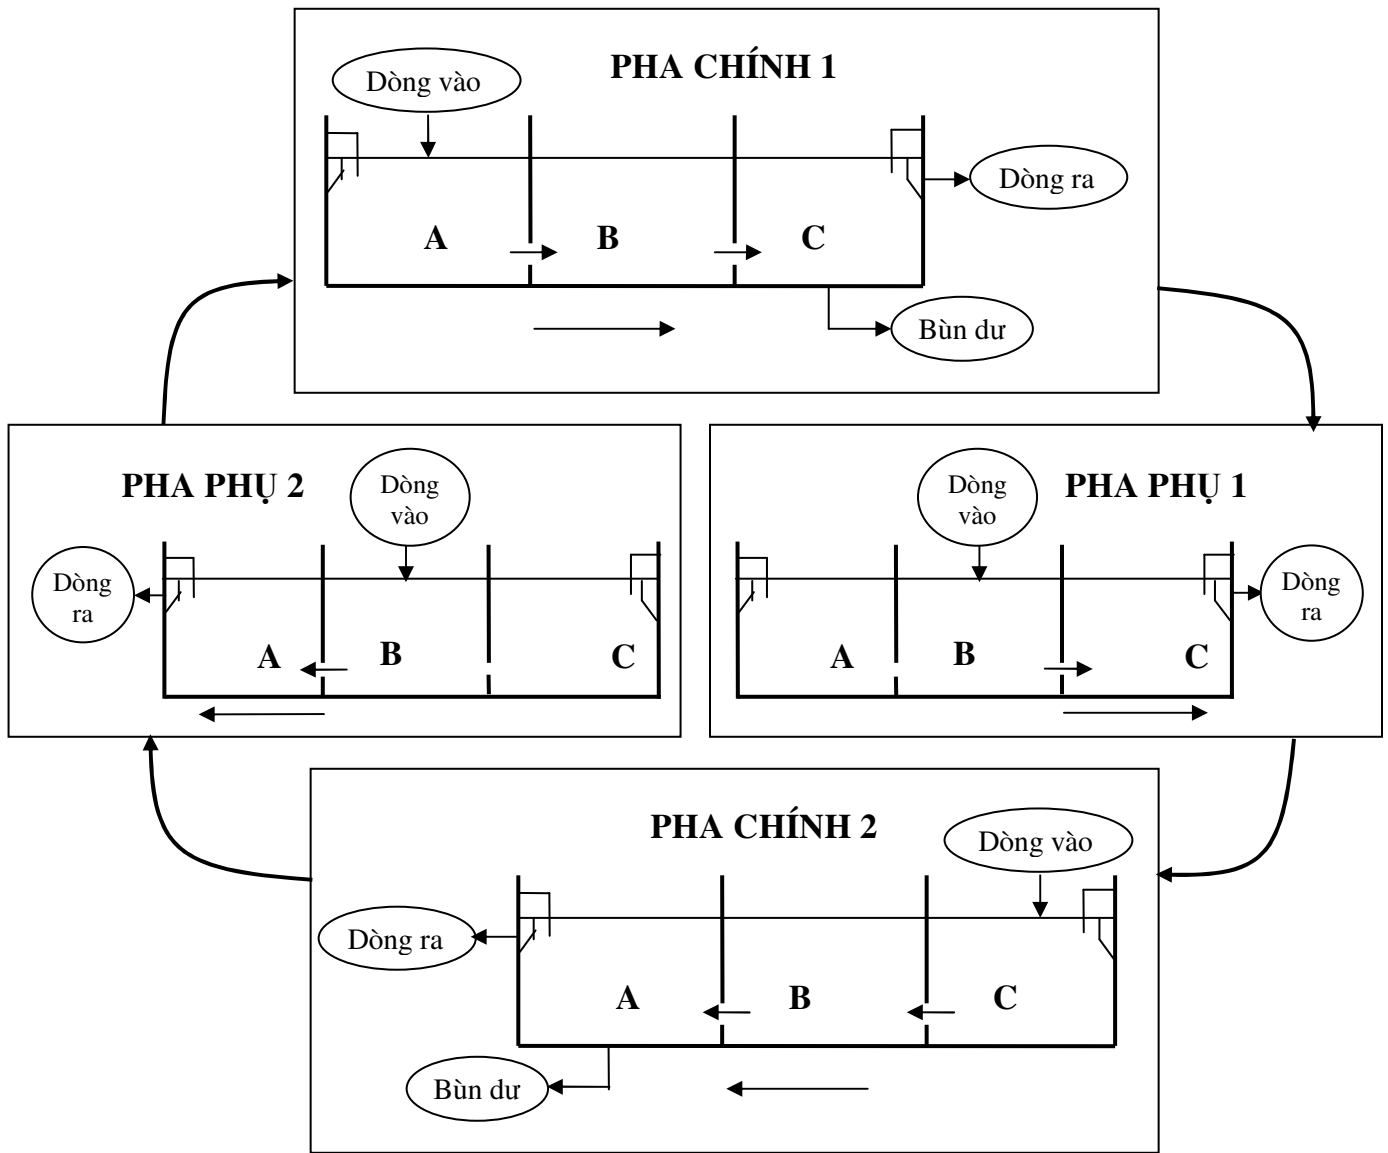 PHA CHÍNH 1
Dòng vào
Dòng ra
A B C
Bùn dư
PHA PHỤ 2
Dòng
vào
Dòng
ra
A B C
PHA PHỤ 1
Dòng
vào
Dòng
ra
A B C
PHA CHÍNH 2
Dòng vào
Dòng ra
A B C
Bùn dư